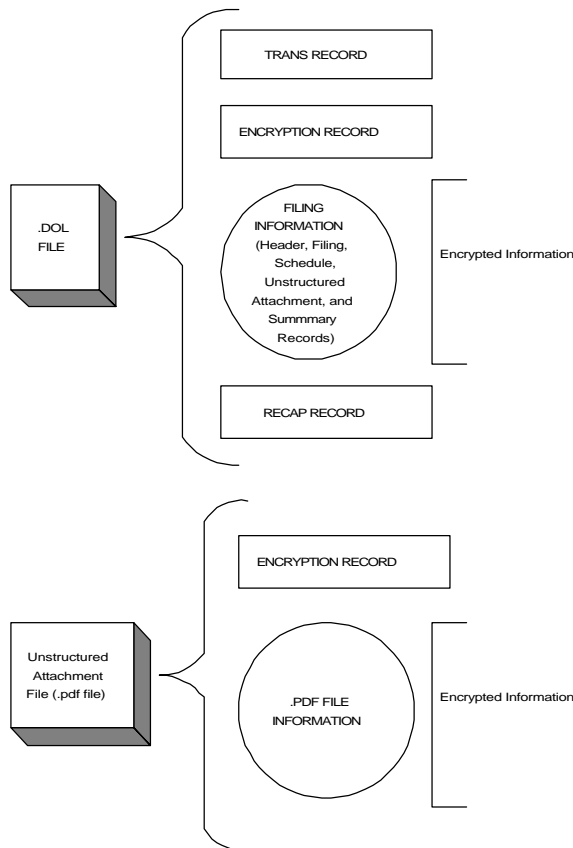 TRANS RECORD
ENCRYPTION RECORD
.DOL
FILE
FILING
INFORMATION
(Header, Filing,
Schedule,
Unstructured
Attachment, and
Summmary
Records)
Encrypted Information
RECAP RECORD
ENCRYPTION RECORD
Unstructured
Attachment
File (.pdf file)
.PDF FILE
INFORMATION
Encrypted Information